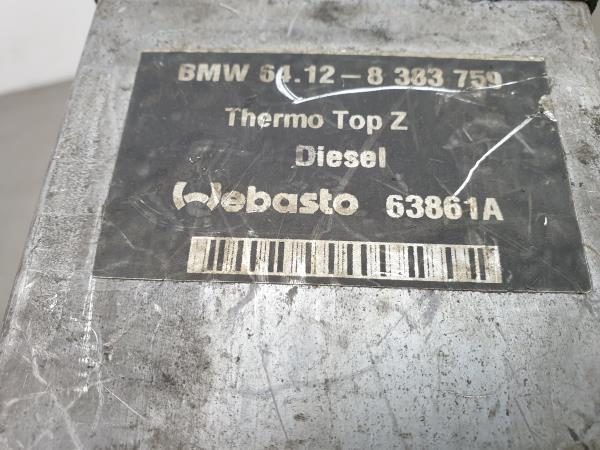 BMW 64.12-8 383 759
Thermo Top Z
Diesel
Webasto 63861A